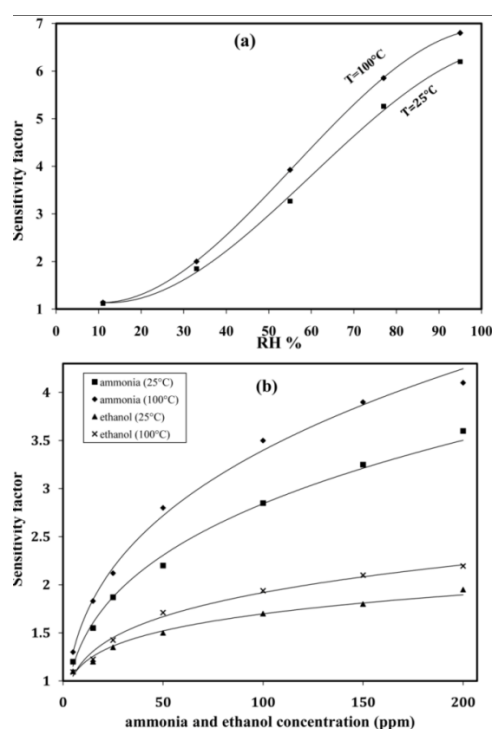 (a)
7
6
5
4
3
2
1
Sensitivity factor
T=100°C
T=25°C
0 10 20 30 40 50 60 70 80 90 100
RH %
(b)
ammonia (25°C)
ammonia (100°C)
ethanol (25°C)
ethanol (100°C)
4
3.5
3
2.5
2
1.5
1
Sensitivity factor
0 50 100 150 200
ammonia and ethanol concentration (ppm)